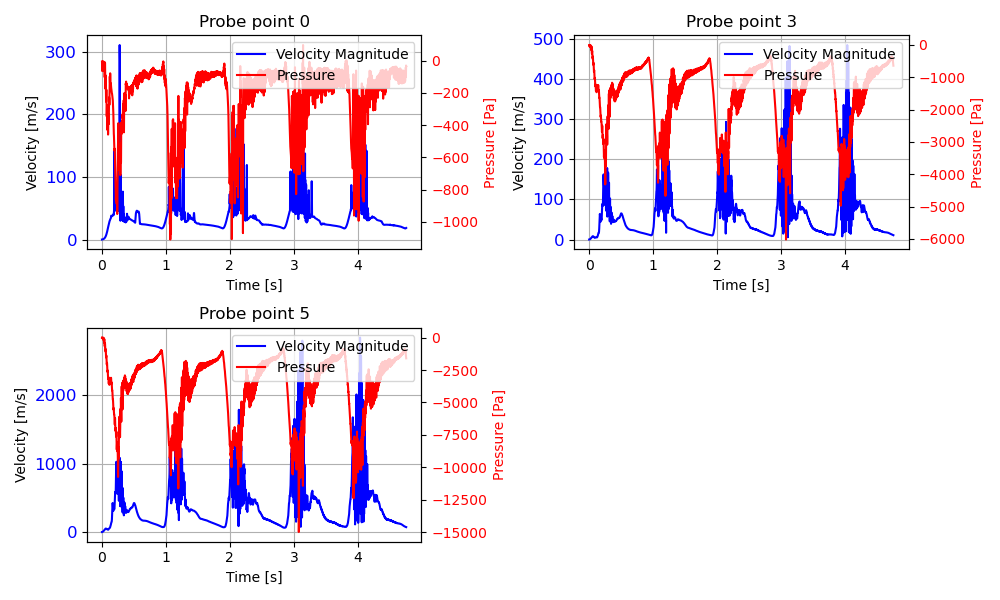 Probe point 0
Velocity [m/s]
300
200
100
0
0
−200
−400
−600
−800
−1000
Pressure [Pa]
Velocity Magnitude
Pressure
0 1 2 3 4
Time [s]
Probe point 3
Velocity [m/s]
500
400
300
200
100
0
0
−1000
−2000
−3000
−4000
−5000
−6000
Pressure [Pa]
Velocity Magnitude
Pressure
0 1 2 3 4
Time [s]
Probe point 5
Velocity [m/s]
2000
1000
0
0
−2500
−5000
−7500
−10000
−12500
−15000
Pressure [Pa]
Velocity Magnitude
Pressure
0 1 2 3 4
Time [s]